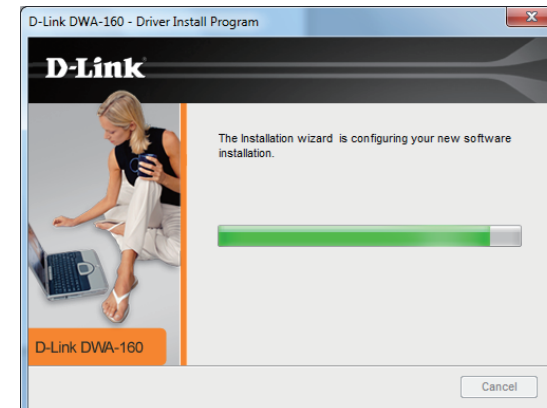 D-Link DWA-160 - Driver Install Program
D-Link
The Installation wizard is configuring your new software
installation.
D-Link DWA-160
Cancel